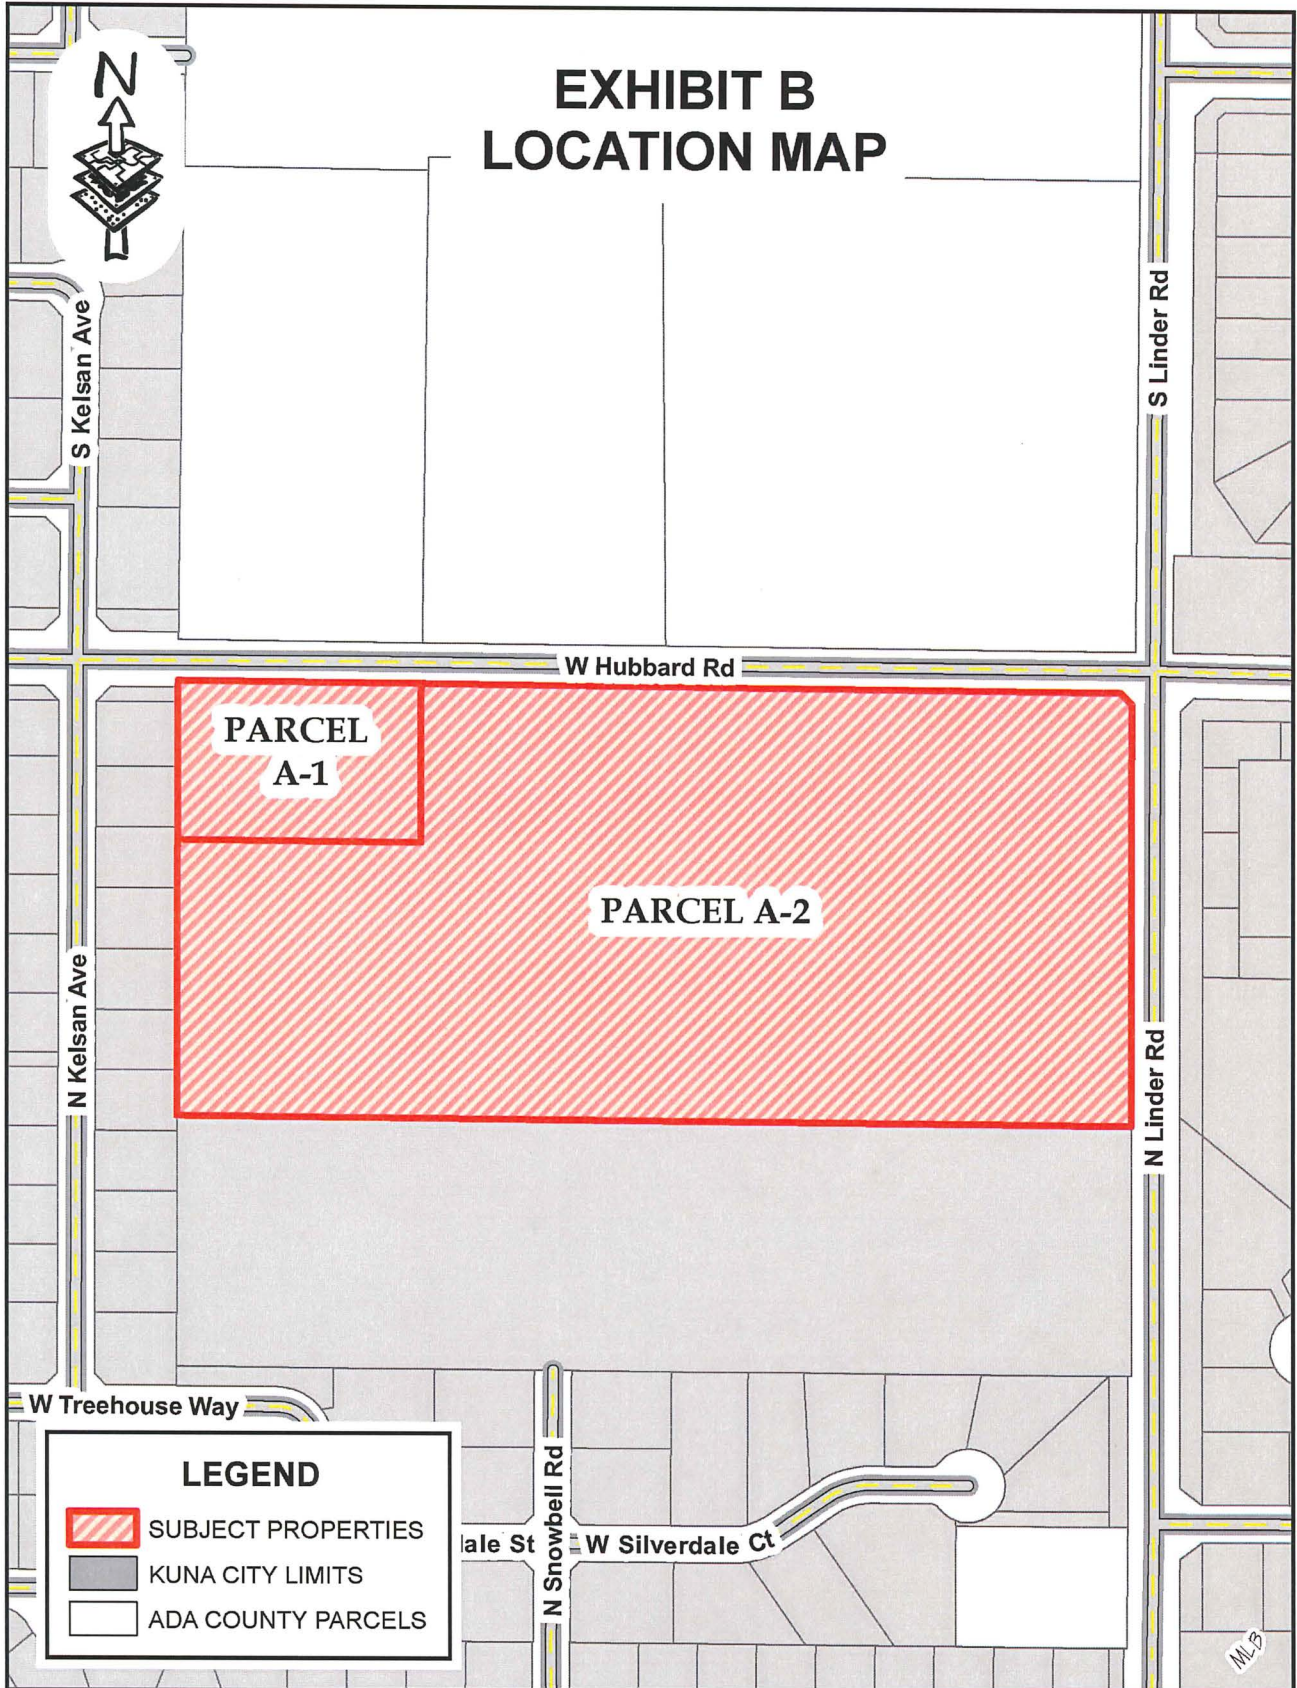 N
EXHIBIT B
LOCATION MAP
S Kelsan Ave
S Linder Rd
W Hubbard Rd
PARCEL
A-1
PARCEL A-2
N Kelsan Ave
N Linder Rd
W Treehouse Way
LEGEND
SUBJECT PROPERTIES
KUNA CITY LIMITS
ADA COUNTY PARCELS
dale St
N Snowbell Rd
W Silverdale Ct
MLB